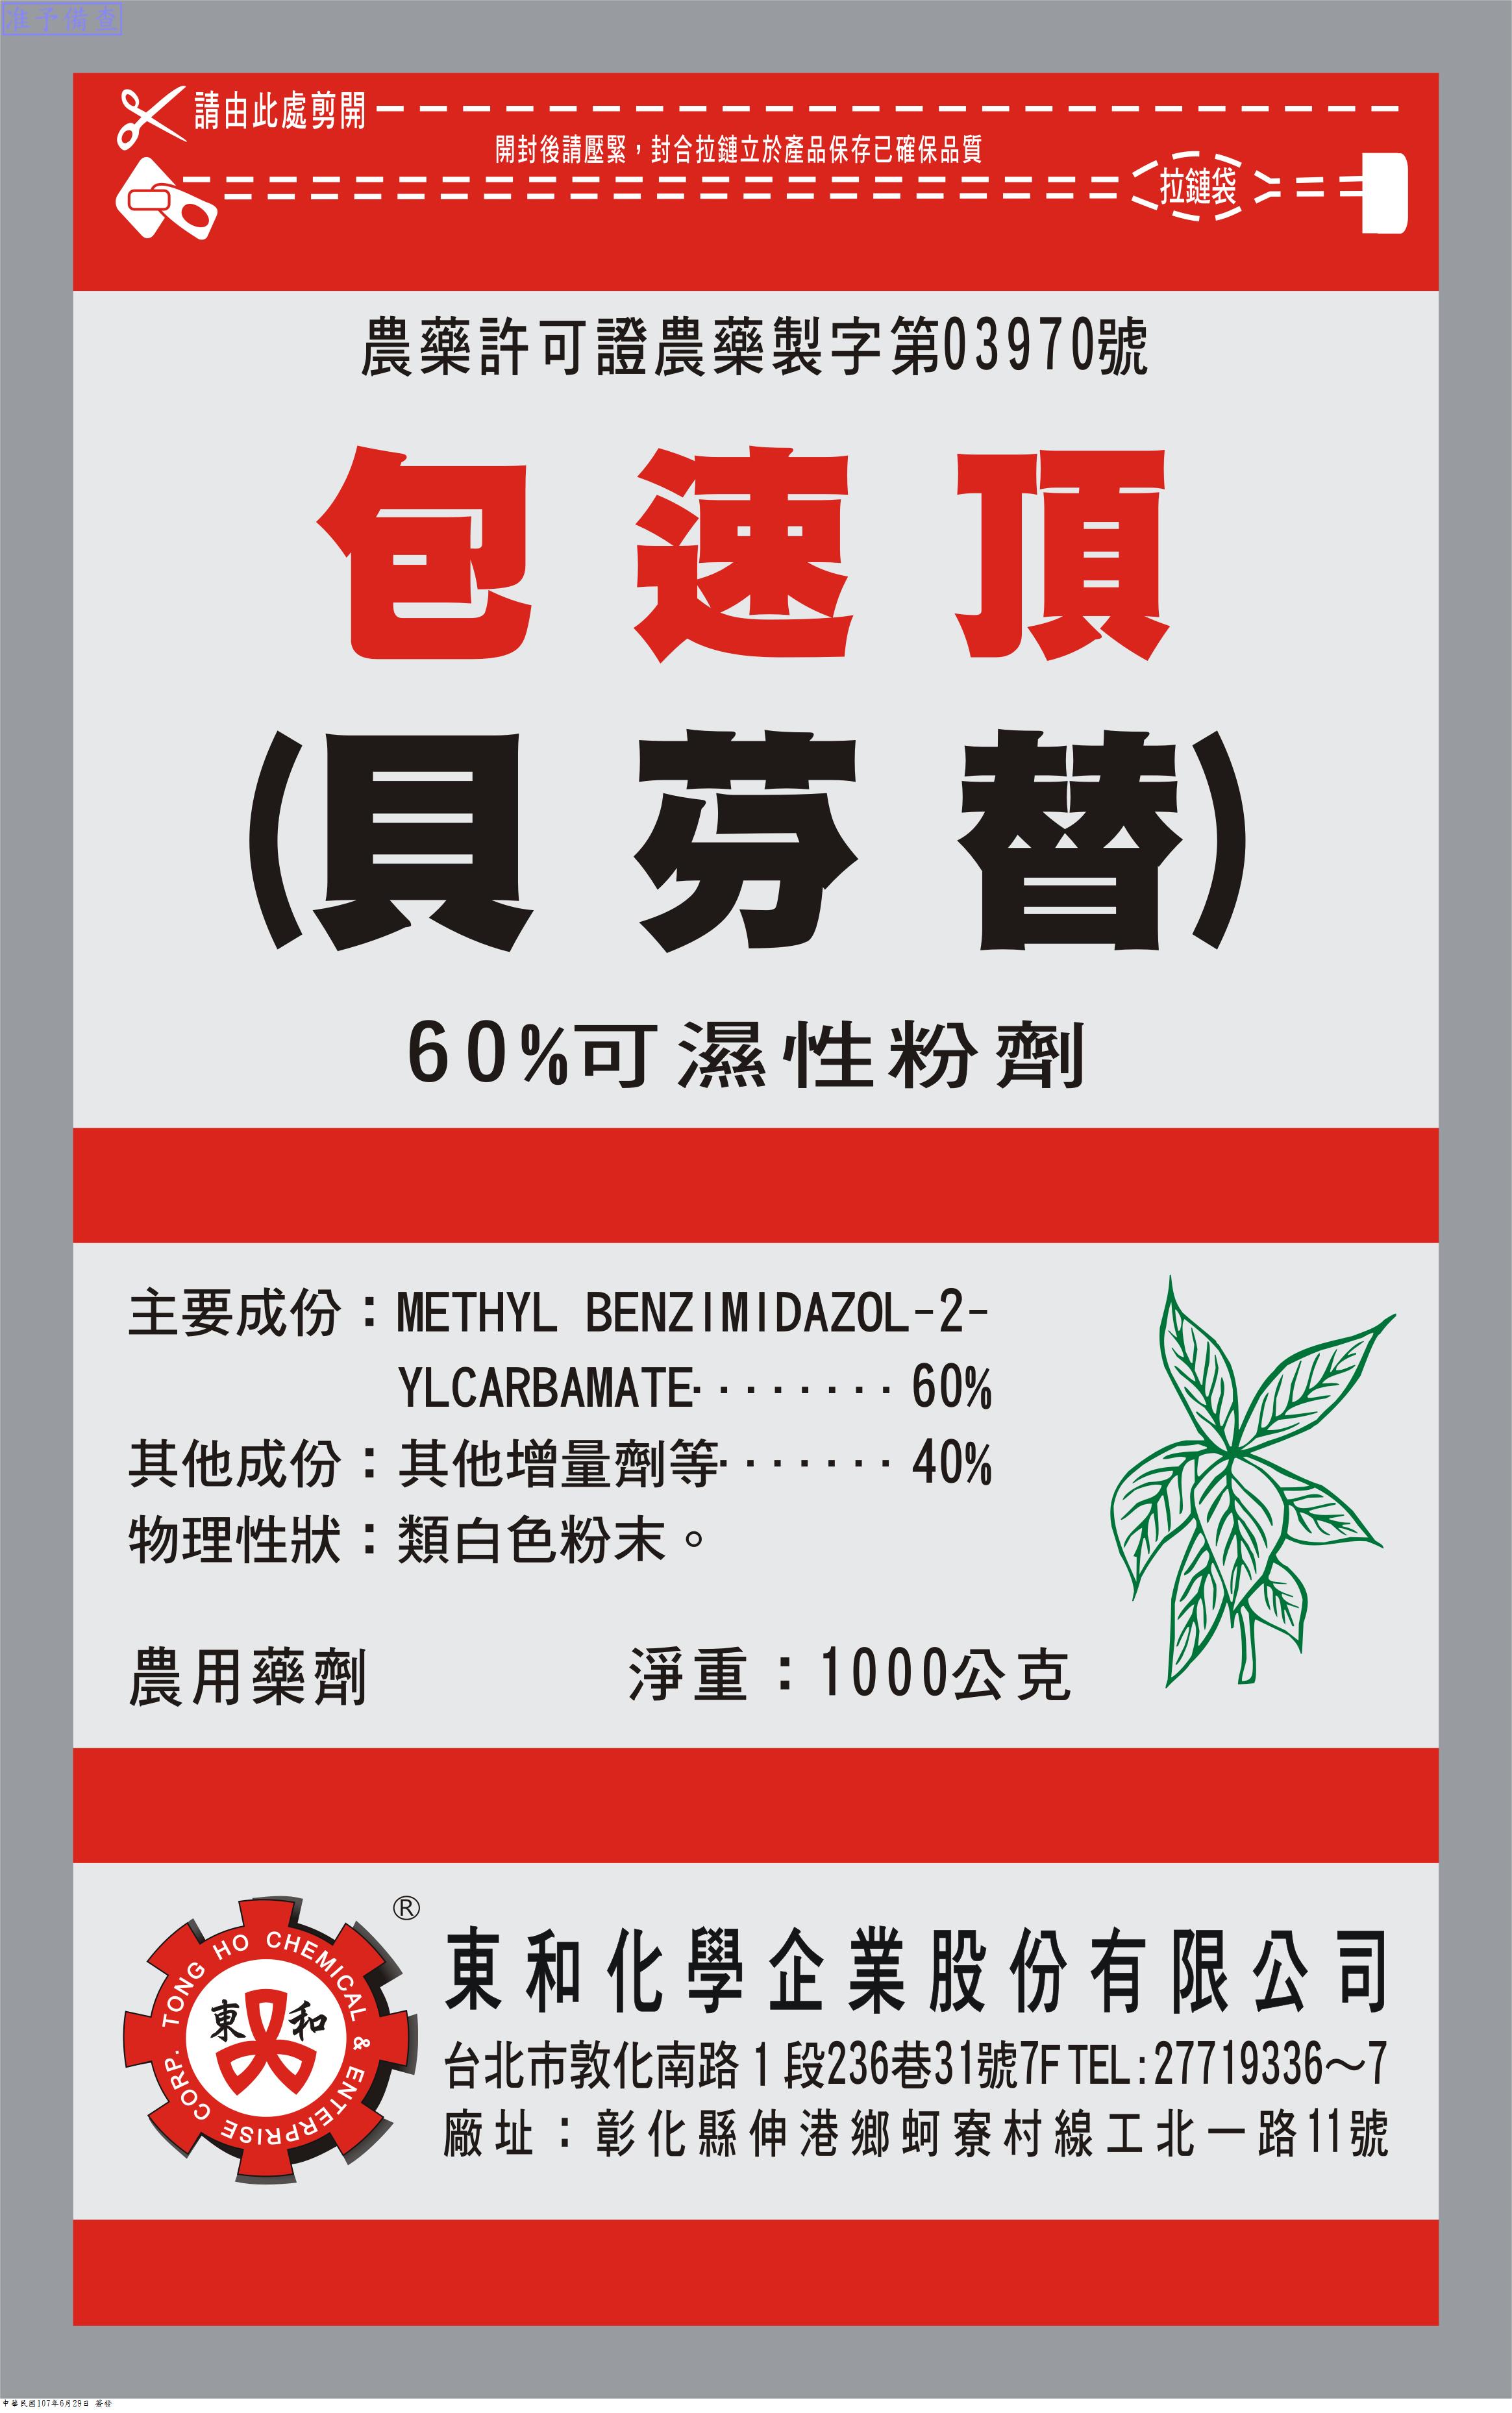 准予備查
請由此處剪開
開封後請壓緊，封合拉鏈立於產品保存已確保品質
拉鏈袋
農藥許可證農藥製字第03970號
包速頂
(貝芬替)
60%可濕性粉劑
主要成份：METHYL BENZIMIDAZOL-2-
YLCARBAMATE········60%
其他成份：其他增量劑等·······40%
物理性狀：類白色粉末。
農用藥劑 淨重：1000公克
TONG HO CHEMICAL & ENTERPRISE CORP.
東和
®
東和化學企業股份有限公司
台北市敦化南路1段236巷31號7F TEL:27719336～7
廠址：彰化縣伸港鄉蚵寮村線工北一路11號
中華民國107年6月29日 簽發